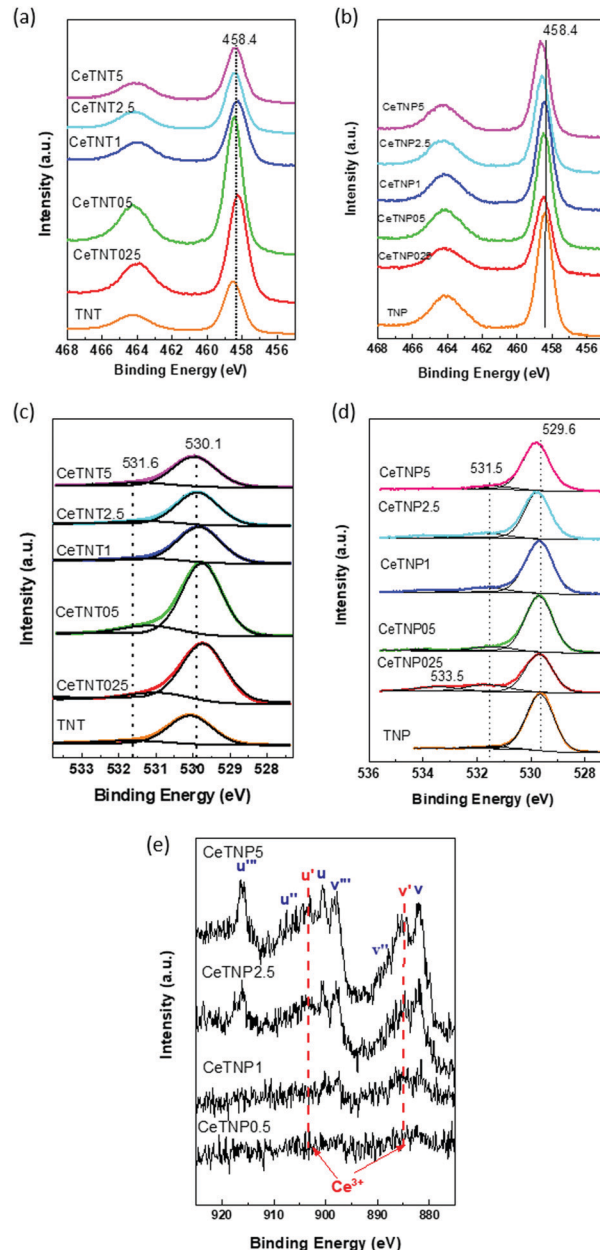 (a)
458.4
CeTNT5
CeTNT2.5
CeTNT1
CeTNT05
CeTNT025
TNT
Intensity (a.u.)
468 466 464 462 460 458 456
Binding Energy (eV)
(b)
458.4
CeTNP5
CeTNP2.5
CeTNP1
CeTNP05
CeTNP025
TNP
Intensity (a.u.)
468 466 464 462 460 458 456
Binding Energy (eV)
(c)
530.1
531.6
CeTNT5
CeTNT2.5
CeTNT1
CeTNT05
CeTNT025
TNT
Intensity (a.u.)
533 532 531 530 529 528
Binding Energy (eV)
(d)
529.6
531.5
CeTNP5
CeTNP2.5
CeTNP1
CeTNP05
CeTNP025
533.5
TNP
Intensity (a.u.)
536 534 532 530 528
Binding Energy (eV)
(e)
CeTNP5
u''' u'' u' u v''' v'' v' v
CeTNP2.5
CeTNP1
CeTNP0.5
Ce³⁺
Intensity (a.u.)
920 910 900 890 880
Binding Energy (eV)